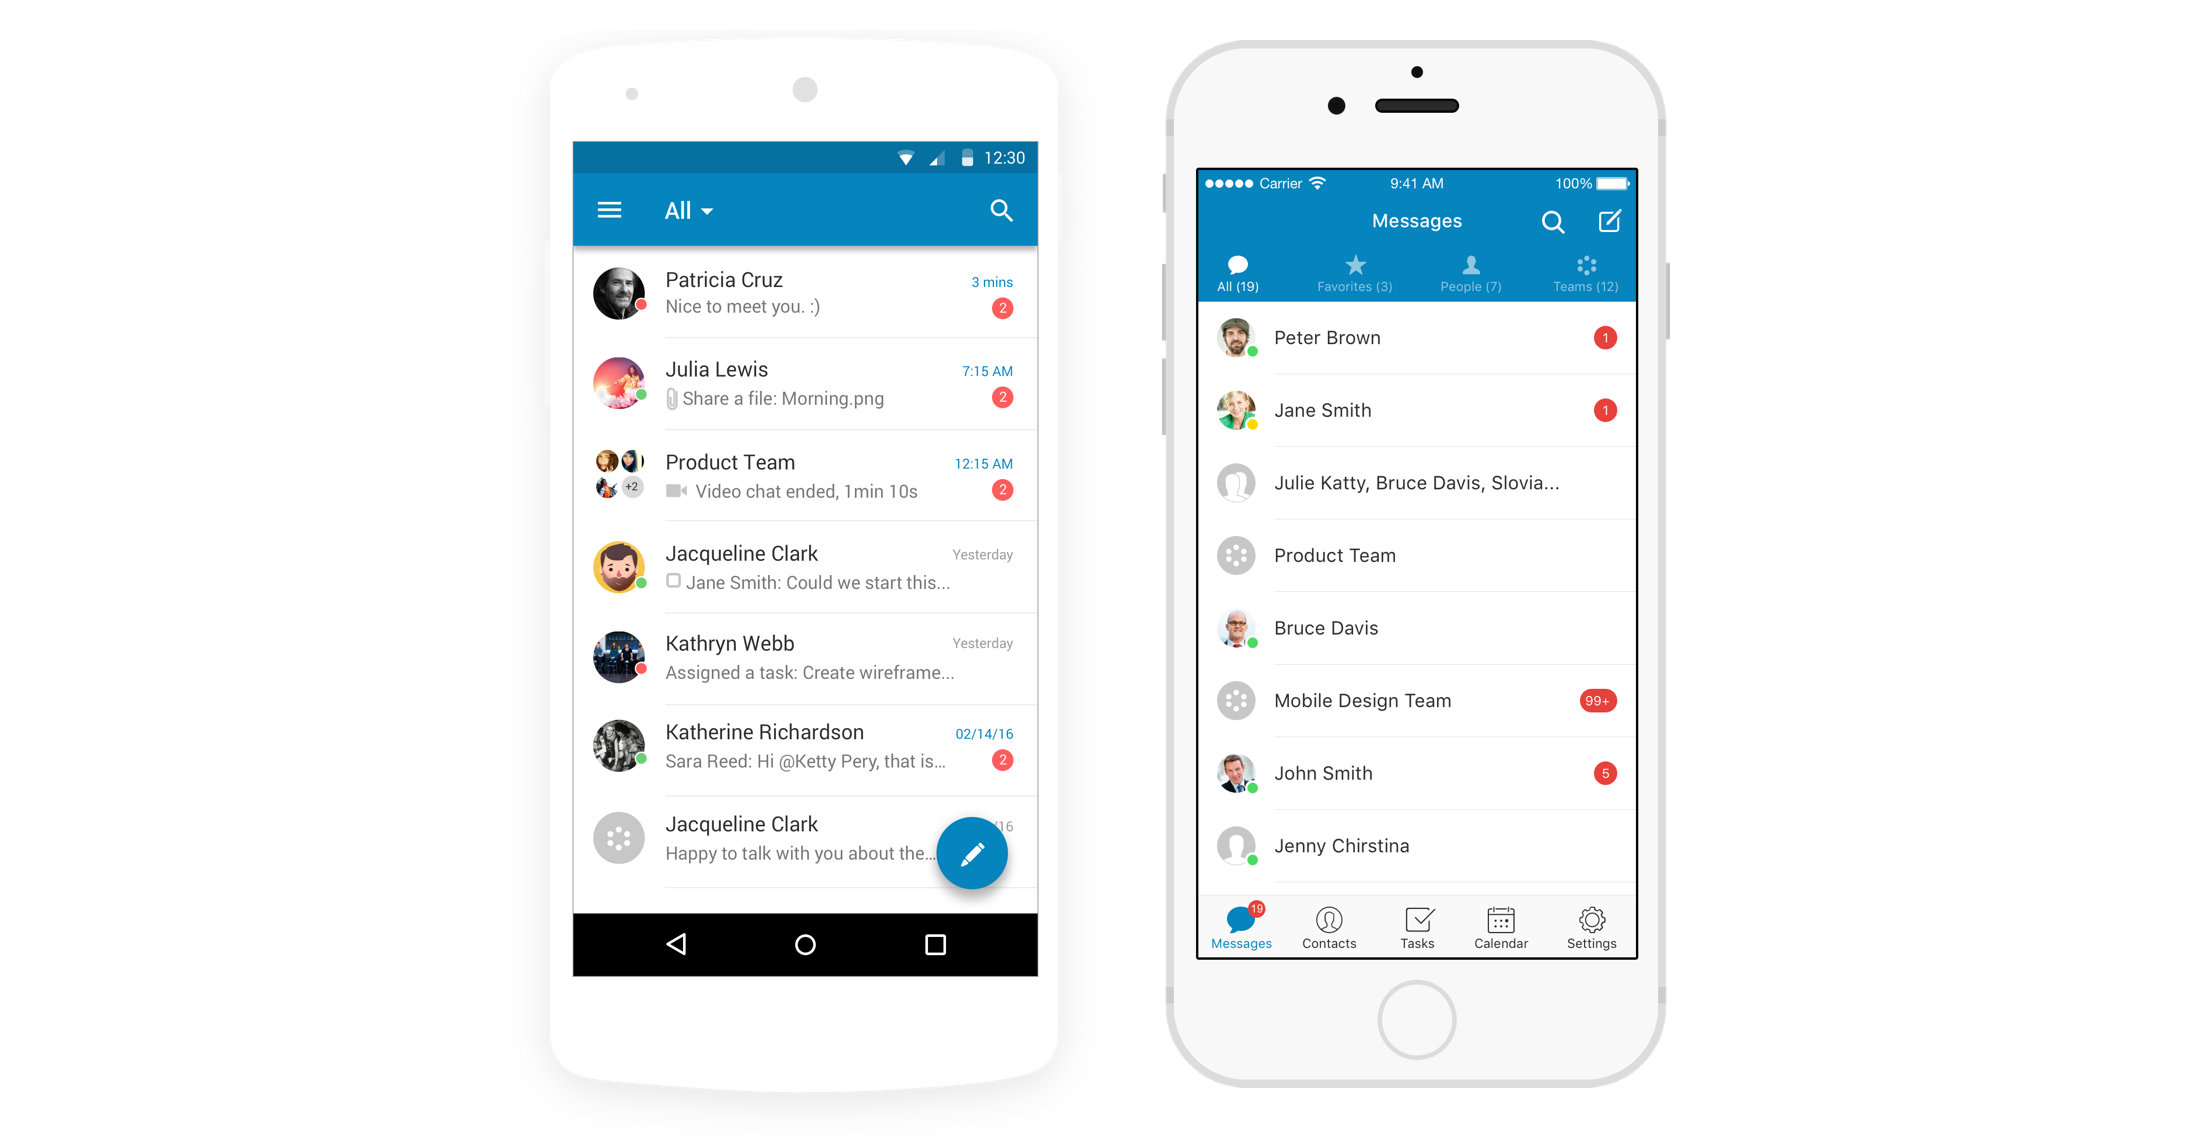 12:30
All
Patricia Cruz
3 mins
Nice to meet you. :)
2
Julia Lewis
7:15 AM
Share a file: Morning.png
2
Product Team
12:15 AM
+2
Video chat ended, 1min 10s
2
Jacqueline Clark
Yesterday
Jane Smith: Could we start this...
Kathryn Webb
Yesterday
Assigned a task: Create wireframe...
Katherine Richardson
02/14/16
Sara Reed: Hi @Ketty Pery, that is...
2
Jacqueline Clark
/16
Happy to talk with you about the...
Carrier 9:41 AM 100%
Messages
All (19) Favorites (3) People (7) Teams (12)
Peter Brown 1
Jane Smith 1
Julie Katty, Bruce Davis, Slovia...
Product Team
Bruce Davis
Mobile Design Team 99+
John Smith 5
Jenny Chirstina
19
Messages Contacts Tasks Calendar Settings